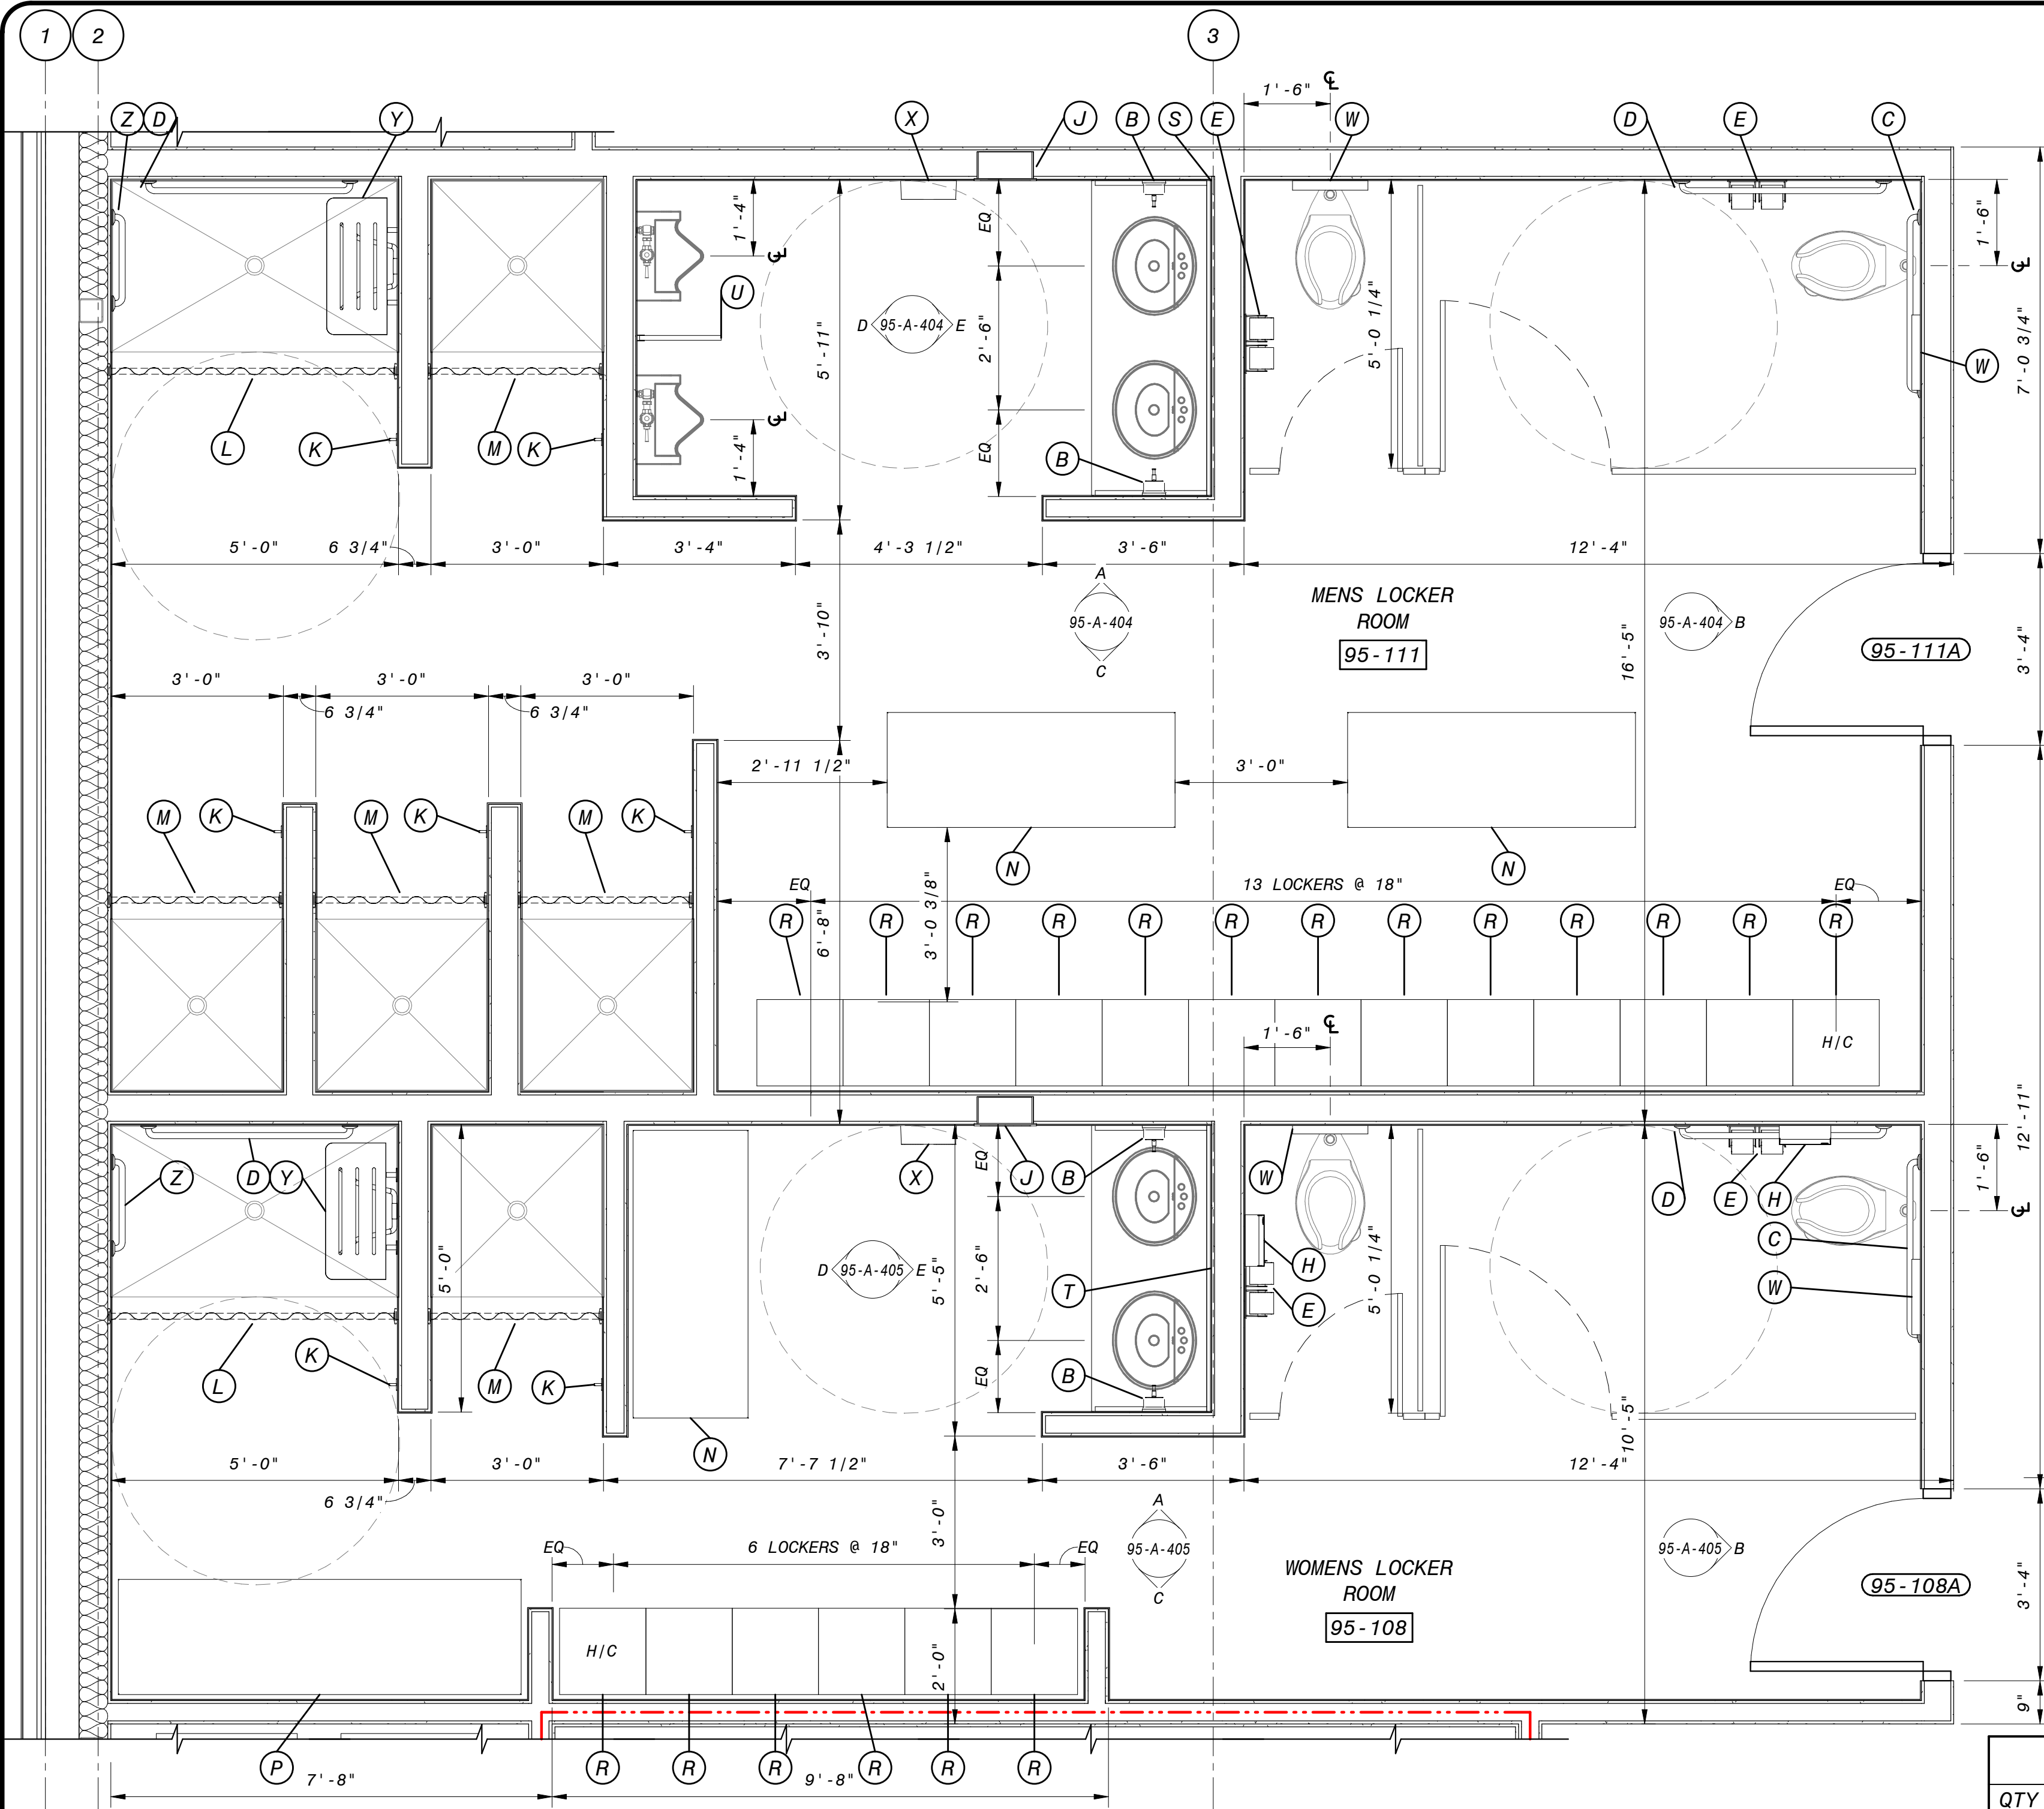 1 2 3
1'-6" ℄
Z D Y X J B S E W D E C
1'-4" ℄
EQ
5'-0 1/4"
1'-6" ℄
7'-0 3/4"
U
D 95-A-404 E
5'-11"
2'-6"
W
L K M K
℄ 1'-4"
EQ
B
5'-0" 6 3/4" 3'-0" 3'-4" 4'-3 1/2" 3'-6" 12'-4"
A
95-A-404
C
MENS LOCKER
ROOM
95-111
95-A-404 B
3'-10"
16'-5"
95-111A
3'-4"
3'-0" 3'-0" 3'-0"
6 3/4" 6 3/4"
2'-11 1/2" 3'-0"
M K M K M K
N N
EQ 13 LOCKERS @ 18" EQ
6'-8"
3'-0 3/8"
R R R R R R R R R R R R R
H/C
1'-6" ℄
12'-11"
Z D Y X J B W D E H
EQ
1'-6" ℄
C
5'-0"
D 95-A-405 E
5'-5"
2'-6"
T
H
E
5'-0 1/4"
W
L K M K
EQ
B
N
10'-5"
5'-0" 3'-0" 7'-7 1/2" 3'-6" 12'-4"
6 3/4"
A
95-A-405
C
3'-0"
EQ 6 LOCKERS @ 18" EQ
WOMENS LOCKER
ROOM
95-108
95-A-405 B
95-108A
3'-4"
H/C
2'-0"
9"
P R R R R R R
7'-8" 9'-8"
QTY